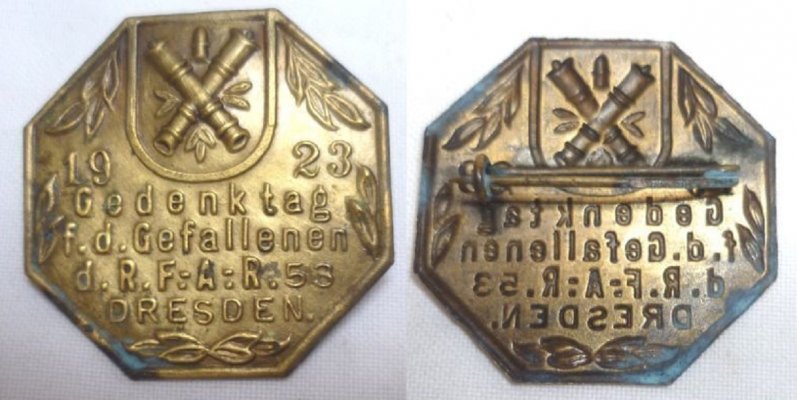 19 23
Gedenktag
f.d.Gefallenen
d.R.F:A:R:53
DRESDEN.
Gedenktag
f.d.Gefallenen
d.R.F:A:R.53
DRESDEN.